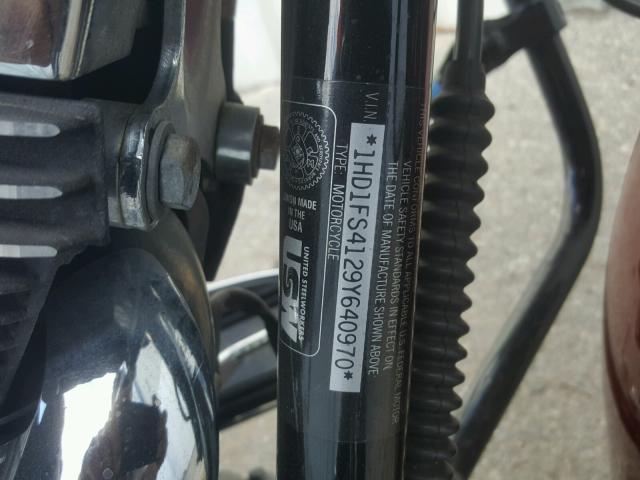 VEHICLE SAFETY STANDARDS IN EFFECT ON
THE DATE OF MANUFACTURE SHOWN ABOVE
V.I.N.
*1HD1FS4129Y640970*
TYPE: MOTORCYCLE
UNION MADE
IN THE
USA
UNITED STEELWORKERS
USW